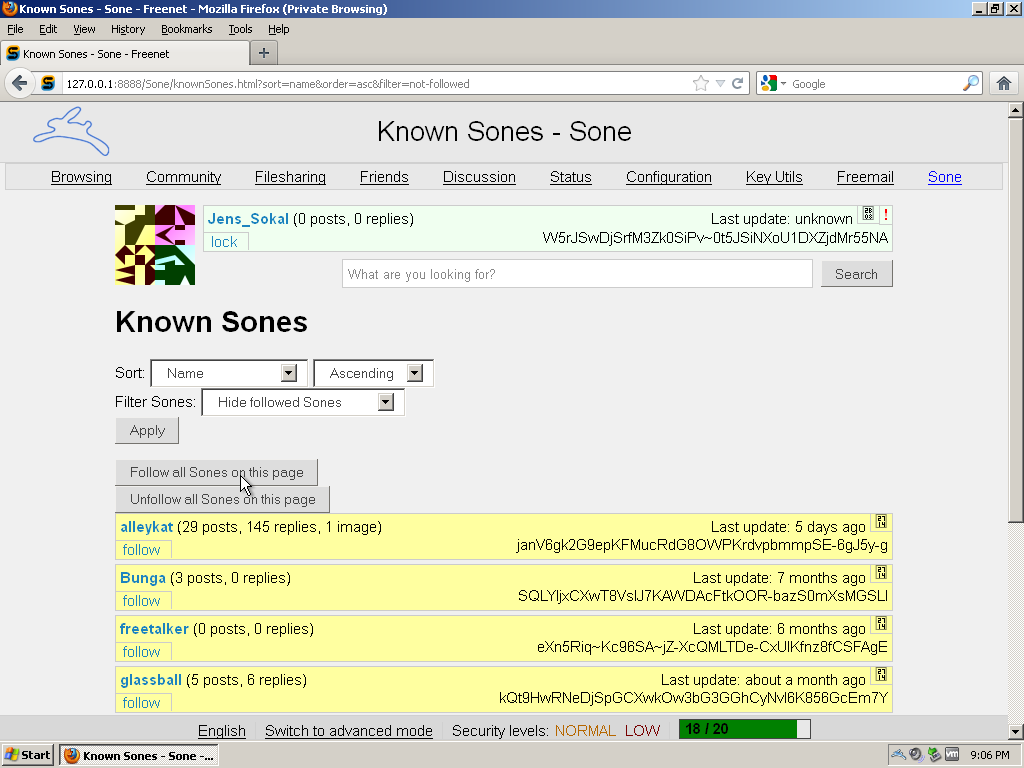 Known Sones - Sone - Freenet - Mozilla Firefox (Private Browsing)
File Edit View History Bookmarks Tools Help
Known Sones - Sone - Freenet
127.0.0.1:8888/Sone/knownSones.html?sort=name&order=asc&filter=not-followed
Google
Known Sones - Sone
Browsing Community Filesharing Friends Discussion Status Configuration Key Utils Freemail Sone
Jens_Sokal (0 posts, 0 replies) Last update: unknown !
lock W5rJSwDjSrfM3Zk0SiPv~0t5JSiNXoU1DXZjdMr55NA
What are you looking for? Search
Known Sones
Sort: Name Ascending
Filter Sones: Hide followed Sones
Apply
Follow all Sones on this page
Unfollow all Sones on this page
alleykat (29 posts, 145 replies, 1 image) Last update: 5 days ago
follow janV6gk2G9epKFMucRdG8OWPKrdvpbmmpSE-6gJ5y-g
Bunga (3 posts, 0 replies) Last update: 7 months ago
follow SQLYljxCXwT8VslJ7KAWDAcFtkOOR-bazS0mXsMGSLI
freetalker (0 posts, 0 replies) Last update: 6 months ago
follow eXn5Riq~Kc96SA~jZ-XcQMLTDe-CxUlKfnz8fCSFAgE
glassball (5 posts, 6 replies) Last update: about a month ago
follow kQt9HwRNeDjSpGCXwkOw3bG3GGhCyNvl6K856GcEm7Y
English Switch to advanced mode Security levels: NORMAL LOW 18 / 20
Start Known Sones - Sone -... 9:06 PM